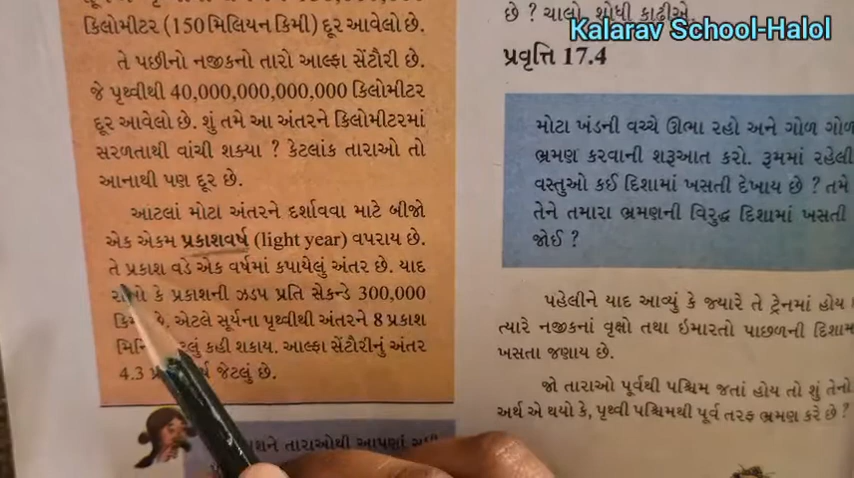 કિલોમીટર (150 મિલિયન કિમી) દૂર આવેલો છે.
તે પછીનો નજીકનો તારો આલ્ફા સેંટૌરી છે.
જે પૃથ્વીથી 40,000,000,000,000 કિલોમીટર
દૂર આવેલો છે. શું તમે આ અંતરને કિલોમીટરમાં
સરળતાથી વાંચી શક્યા ? કેટલાંક તારાઓ તો
આનાથી પણ દૂર છે.
આટલાં મોટા અંતરને દર્શાવવા માટે બીજો
એક એકમ પ્રકાશવર્ષ (light year) વપરાય છે.
તે પ્રકાશ વડે એક વર્ષમાં કપાયેલું અંતર છે. યાદ
કે પ્રકાશની ઝડપ પ્રતિ સેકન્ડે 300,000
છે. એટલે સૂર્યના પૃથ્વીથી અંતરને 8 પ્રકાશ
કહી શકાય. આલ્ફા સેંટૌરીનું અંતર
4.3 જેટલું છે.
તારાઓથી આપણાં
છે ? ચાલો, શોધી કાઢીએ.
Kalarav School-Halol
પ્રવૃત્તિ 17.4
મોટા ખંડની વચ્ચે ઊભા રહો અને ગોળ ગોળ
ભ્રમણ કરવાની શરૂઆત કરો. રૂમમાં રહેલી
વસ્તુઓ કઈ દિશામાં ખસતી દેખાય છે ? તમે
તેને તમારા ભ્રમણની વિરુદ્ધ દિશામાં ખસતી
જોઈ ?
પહેલીને યાદ આવ્યું કે જ્યારે તે ટ્રેનમાં હોય
ત્યારે નજીકનાં વૃક્ષો તથા ઇમારતો પાછળની દિશામાં
ખસતા જણાય છે.
જો તારાઓ પૂર્વથી પશ્ચિમ જતાં હોય તો શું તેનો
અર્થ એ થયો કે, પૃથ્વી પશ્ચિમથી પૂર્વ તરફ ભ્રમણ કરે છે ?